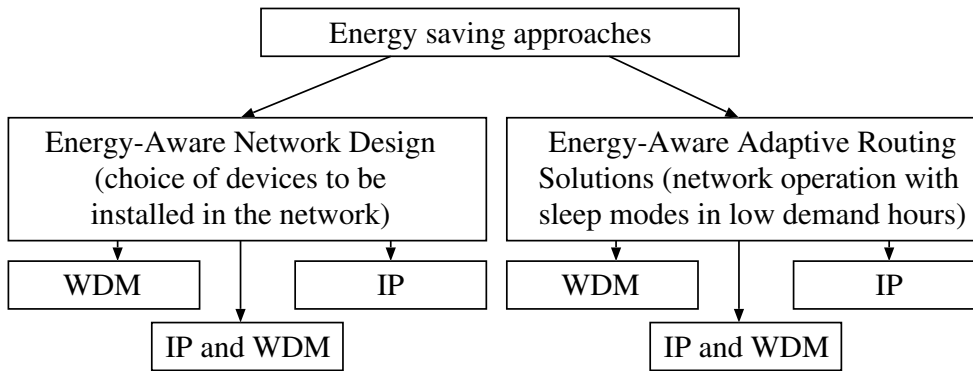 Energy saving approaches
Energy-Aware Network Design
(choice of devices to be
installed in the network)
Energy-Aware Adaptive Routing
Solutions (network operation with
sleep modes in low demand hours)
WDM
IP
IP and WDM
WDM
IP
IP and WDM